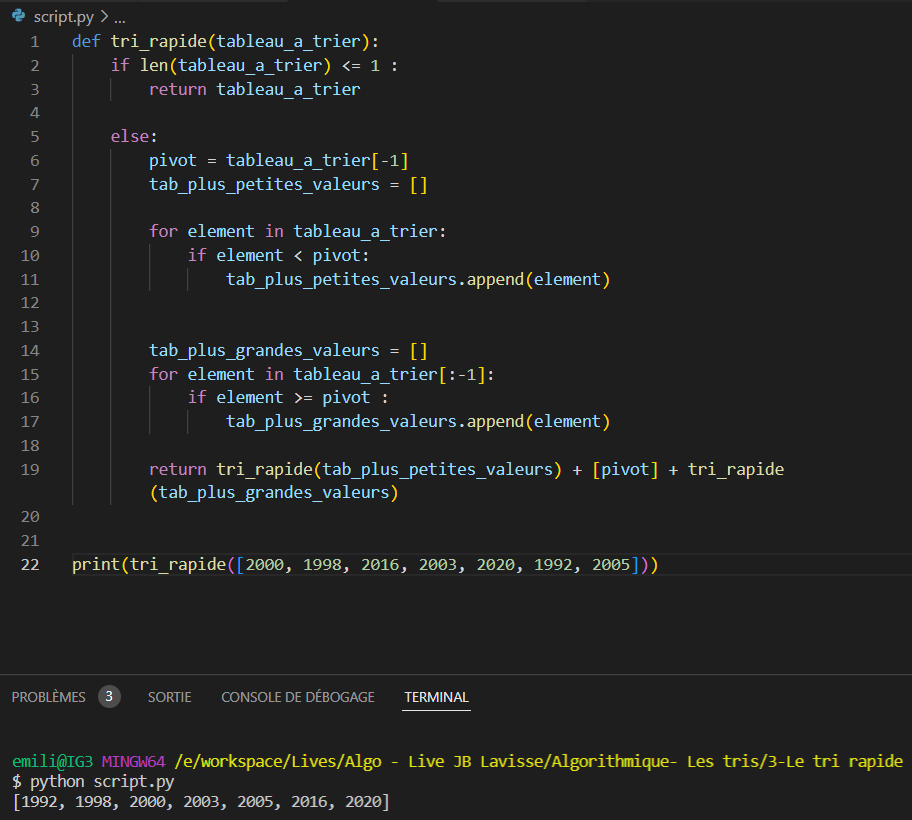 script.py > ...
1 def tri_rapide(tableau_a_trier):
2     if len(tableau_a_trier) <= 1 :
3         return tableau_a_trier
4
5     else:
6         pivot = tableau_a_trier[-1]
7         tab_plus_petites_valeurs = []
8
9         for element in tableau_a_trier:
10             if element < pivot:
11                 tab_plus_petites_valeurs.append(element)
12
13
14         tab_plus_grandes_valeurs = []
15         for element in tableau_a_trier[:-1]:
16             if element >= pivot :
17                 tab_plus_grandes_valeurs.append(element)
18
19         return tri_rapide(tab_plus_petites_valeurs) + [pivot] + tri_rapide
        (tab_plus_grandes_valeurs)
20
21
22 print(tri_rapide([2000, 1998, 2016, 2003, 2020, 1992, 2005]))
PROBLÈMES 3 SORTIE CONSOLE DE DÉBOGAGE TERMINAL
emili@IG3 MINGW64 /e/workspace/Lives/Algo - Live JB Lavisse/Algorithmique- Les tris/3-Le tri rapide
$ python script.py
[1992, 1998, 2000, 2003, 2005, 2016, 2020]